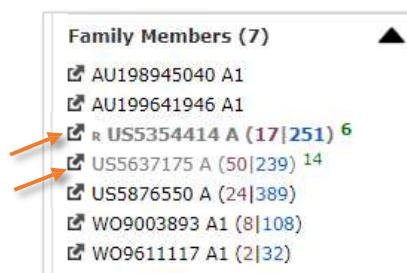 Family Members (7)
AU198945040 A1
AU199641946 A1
R US5354414 A (17|251) 6
US5637175 A (50|239) 14
US5876550 A (24|389)
WO9003893 A1 (8|108)
WO9611117 A1 (2|32)